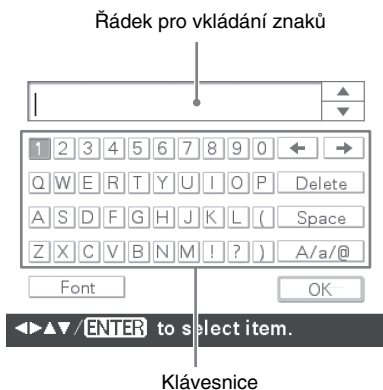 Řádek pro vkládání znaků
1 2 3 4 5 6 7 8 9 0 ← →
Q W E R T Y U I O P Delete
A S D F G H J K L ( Space
Z X C V B N M ! ? ) A/a/@
Font OK
◄►▲▼/ENTER to select item.
Klávesnice